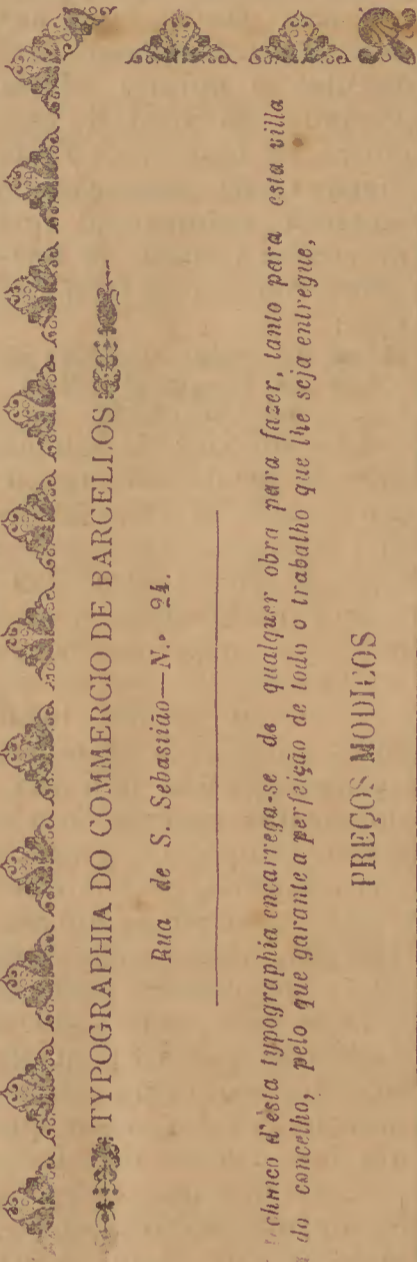 TYPOGRAPHIA DO COMMERCIO DE BARCELLOS
Rua de S. Sebastião—N.º 24.
d'esta typographia encarrega-se de qualquer obra para fazer, tanto para esta villa
do concelho, pelo que garante a perfeição de todo o trabalho que lhe seja entregue,
PREÇOS MODICOS